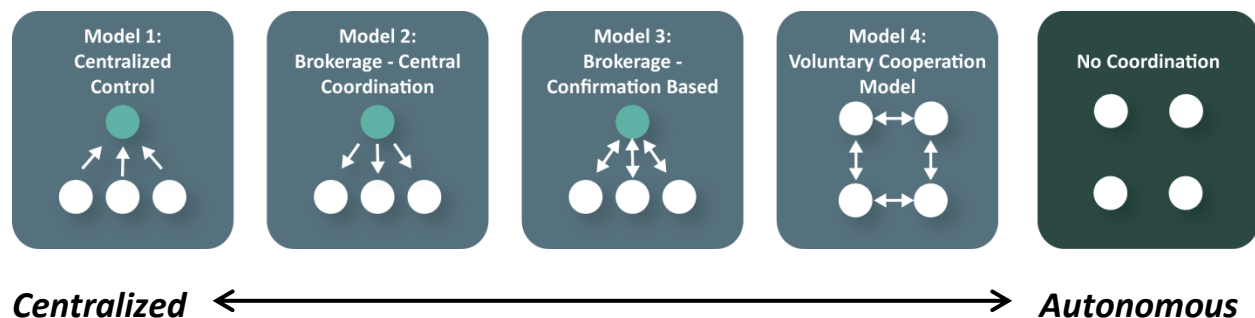 Model 1:
Centralized
Control
Model 2:
Brokerage - Central
Coordination
Model 3:
Brokerage -
Confirmation Based
Model 4:
Voluntary Cooperation
Model
No Coordination
Centralized
Autonomous